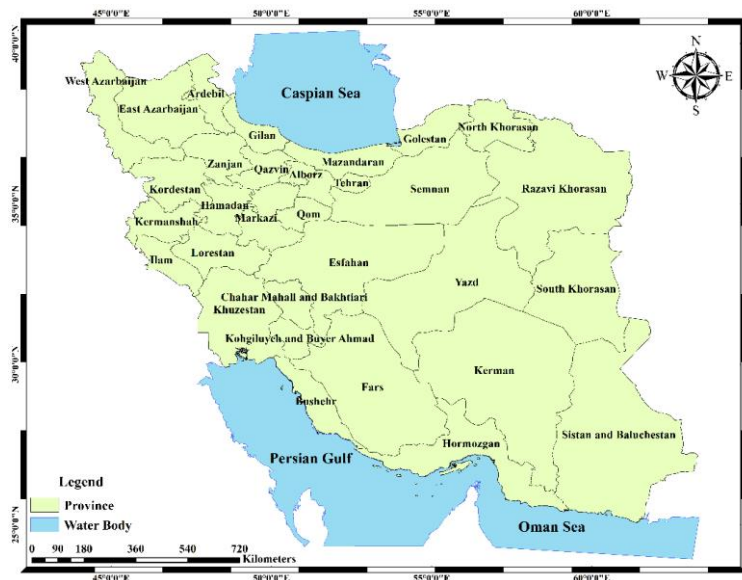 45°0'0"E 50°0'0"E 55°0'0"E 60°0'0"E
40°0'0"N
N
W E
S
West Azarbaijan
Ardebil
East Azarbaijan
Caspian Sea
Gilan
Golestan
North Khorasan
Zanjan
Qazvin
Mazandaran
Alborz
Tehran
Semnan
Razavi Khorasan
Kordestan
35°0'0"N
Hamadan
Markazi
Qom
Kermanshah
Ilam
Lorestan
Esfahan
Yazd
South Khorasan
Chahar Mahall and Bakhtiari
Khuzestan
Kohgiluyeh and Buyer Ahmad
30°0'0"N
Kerman
Bushehr
Fars
Sistan and Baluchestan
Hormozgan
Persian Gulf
Oman Sea
25°0'0"N
Legend
Province
Water Body
0 90 180 360 540 720
Kilometers
45°0'0"E 50°0'0"E 55°0'0"E 60°0'0"E